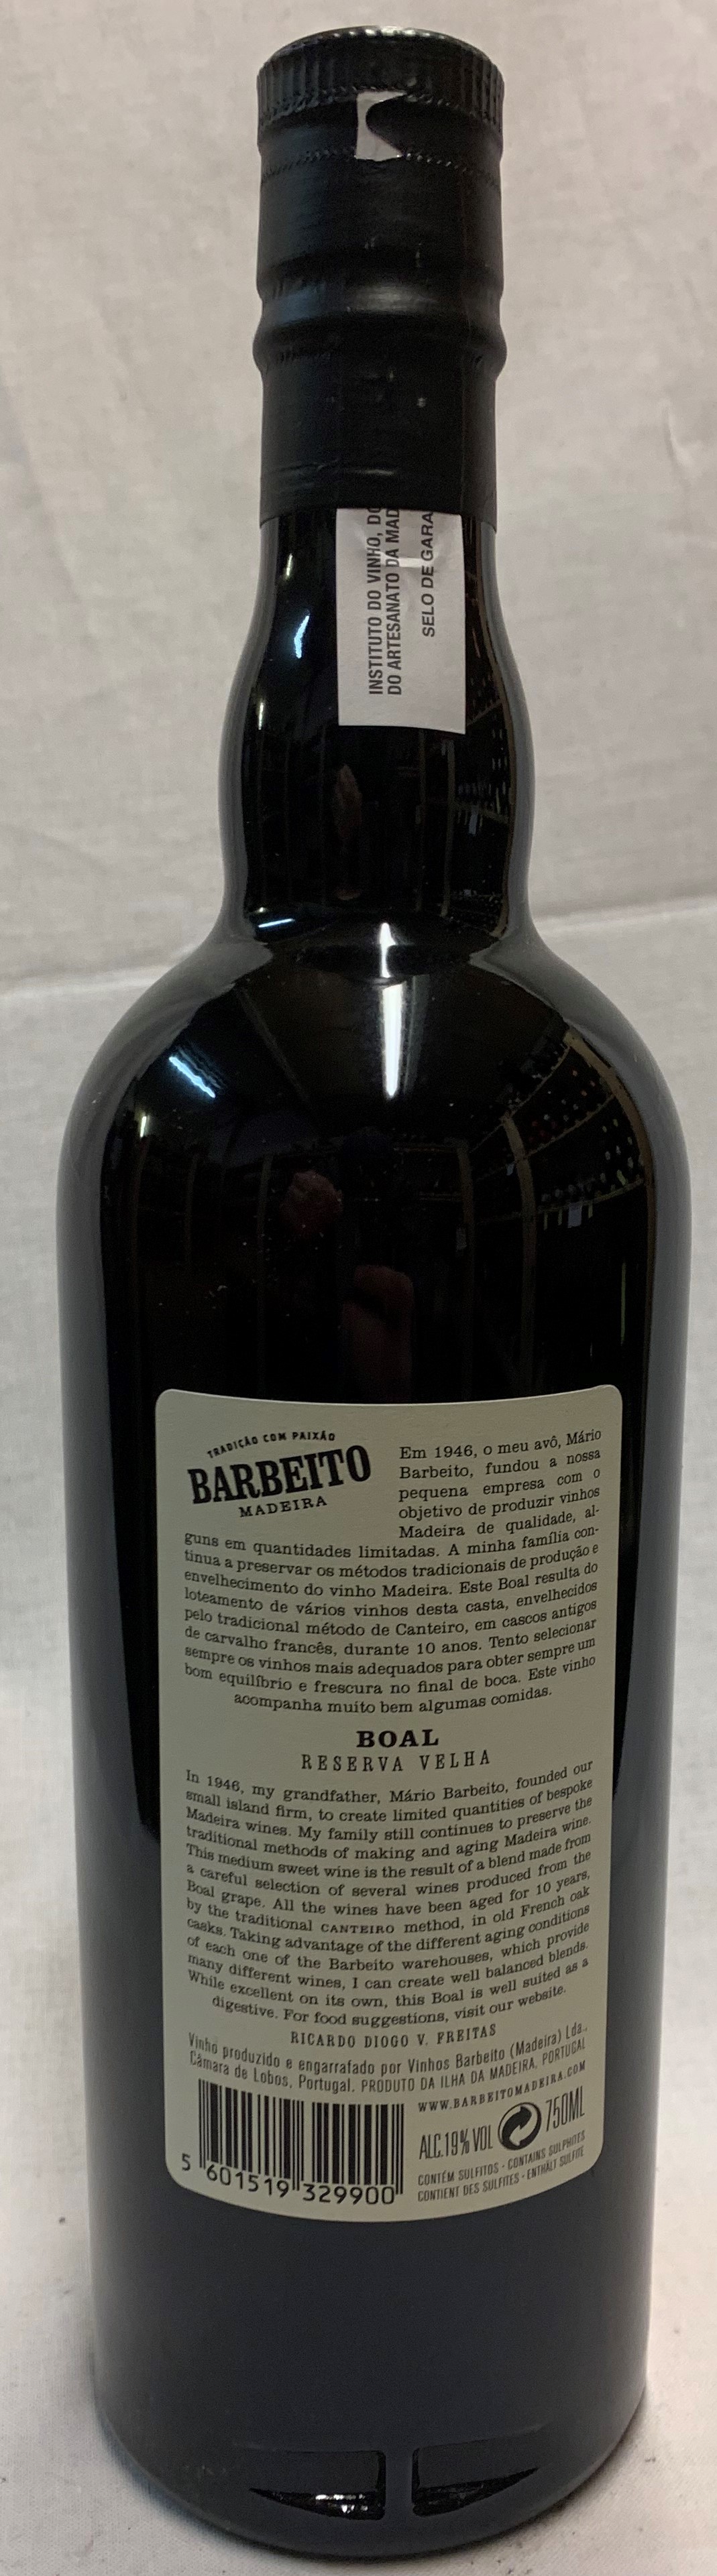 INSTITUTO DO VINHO, DO
DO ARTESANATO DA MAD
SELO DE GARA
TRADIÇÃO COM PAIXÃO
BARBEITO
MADEIRA
Em 1946, o meu avô, Mário
Barbeito, fundou a nossa
pequena empresa com o
objetivo de produzir vinhos
Madeira de qualidade, al-
guns em quantidades limitadas. A minha família con-
tinua a preservar os métodos tradicionais de produção e
envelhecimento do vinho Madeira. Este Boal resulta do
loteamento de vários vinhos desta casta, envelhecidos
pelo tradicional método de Canteiro, em cascos antigos
de carvalho francês, durante 10 anos. Tento selecionar
sempre os vinhos mais adequados para obter sempre um
bom equilíbrio e frescura no final de boca. Este vinho
acompanha muito bem algumas comidas.
BOAL
RESERVA VELHA
In 1946, my grandfather, Mário Barbeito, founded our
small island firm, to create limited quantities of bespoke
Madeira wines. My family still continues to preserve the
traditional methods of making and aging Madeira wine.
This medium sweet wine is the result of a blend made from
a careful selection of several wines produced from the
Boal grape. All the wines have been aged for 10 years,
by the traditional CANTEIRO method, in old French oak
casks. Taking advantage of the different aging conditions
of each one of the Barbeito warehouses, which provide
many different wines, I can create well balanced blends.
While excellent on its own, this Boal is well suited as a
digestive. For food suggestions, visit our website.
RICARDO DIOGO V. FREITAS
Vinho produzido e engarrafado por Vinhos Barbeito (Madeira) Lda.,
Câmara de Lobos, Portugal. PRODUTO DA ILHA DA MADEIRA. PORTUGAL
WWW.BARBEITOMADEIRA.COM
ALC.19% VOL 750ML
CONTÉM SULFITOS · CONTAINS SULPHITES
CONTIENT DES SULFITES · ENTHÄLT SULFITE
5 601519 329900